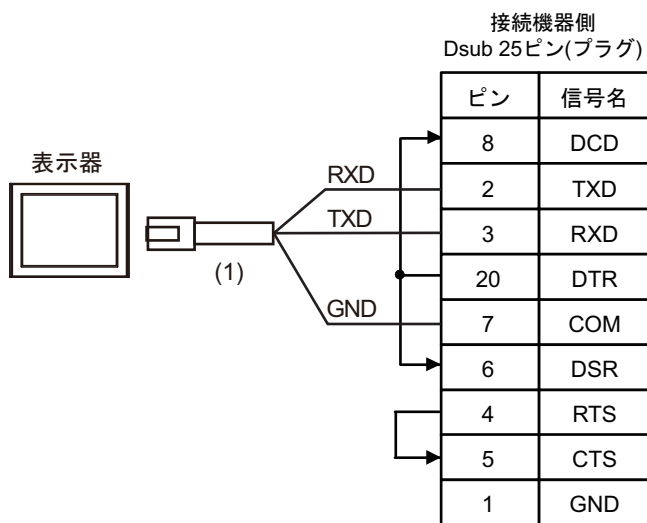 接続機器側
Dsub 25ピン(プラグ)
ピン 信号名
8 DCD
表示器
RXD
2 TXD
TXD
3 RXD
(1)
20 DTR
GND
7 COM
6 DSR
4 RTS
5 CTS
1 GND